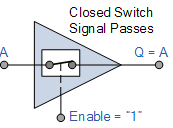 Closed Switch
Signal Passes
A
Q = A
Enable = "1"